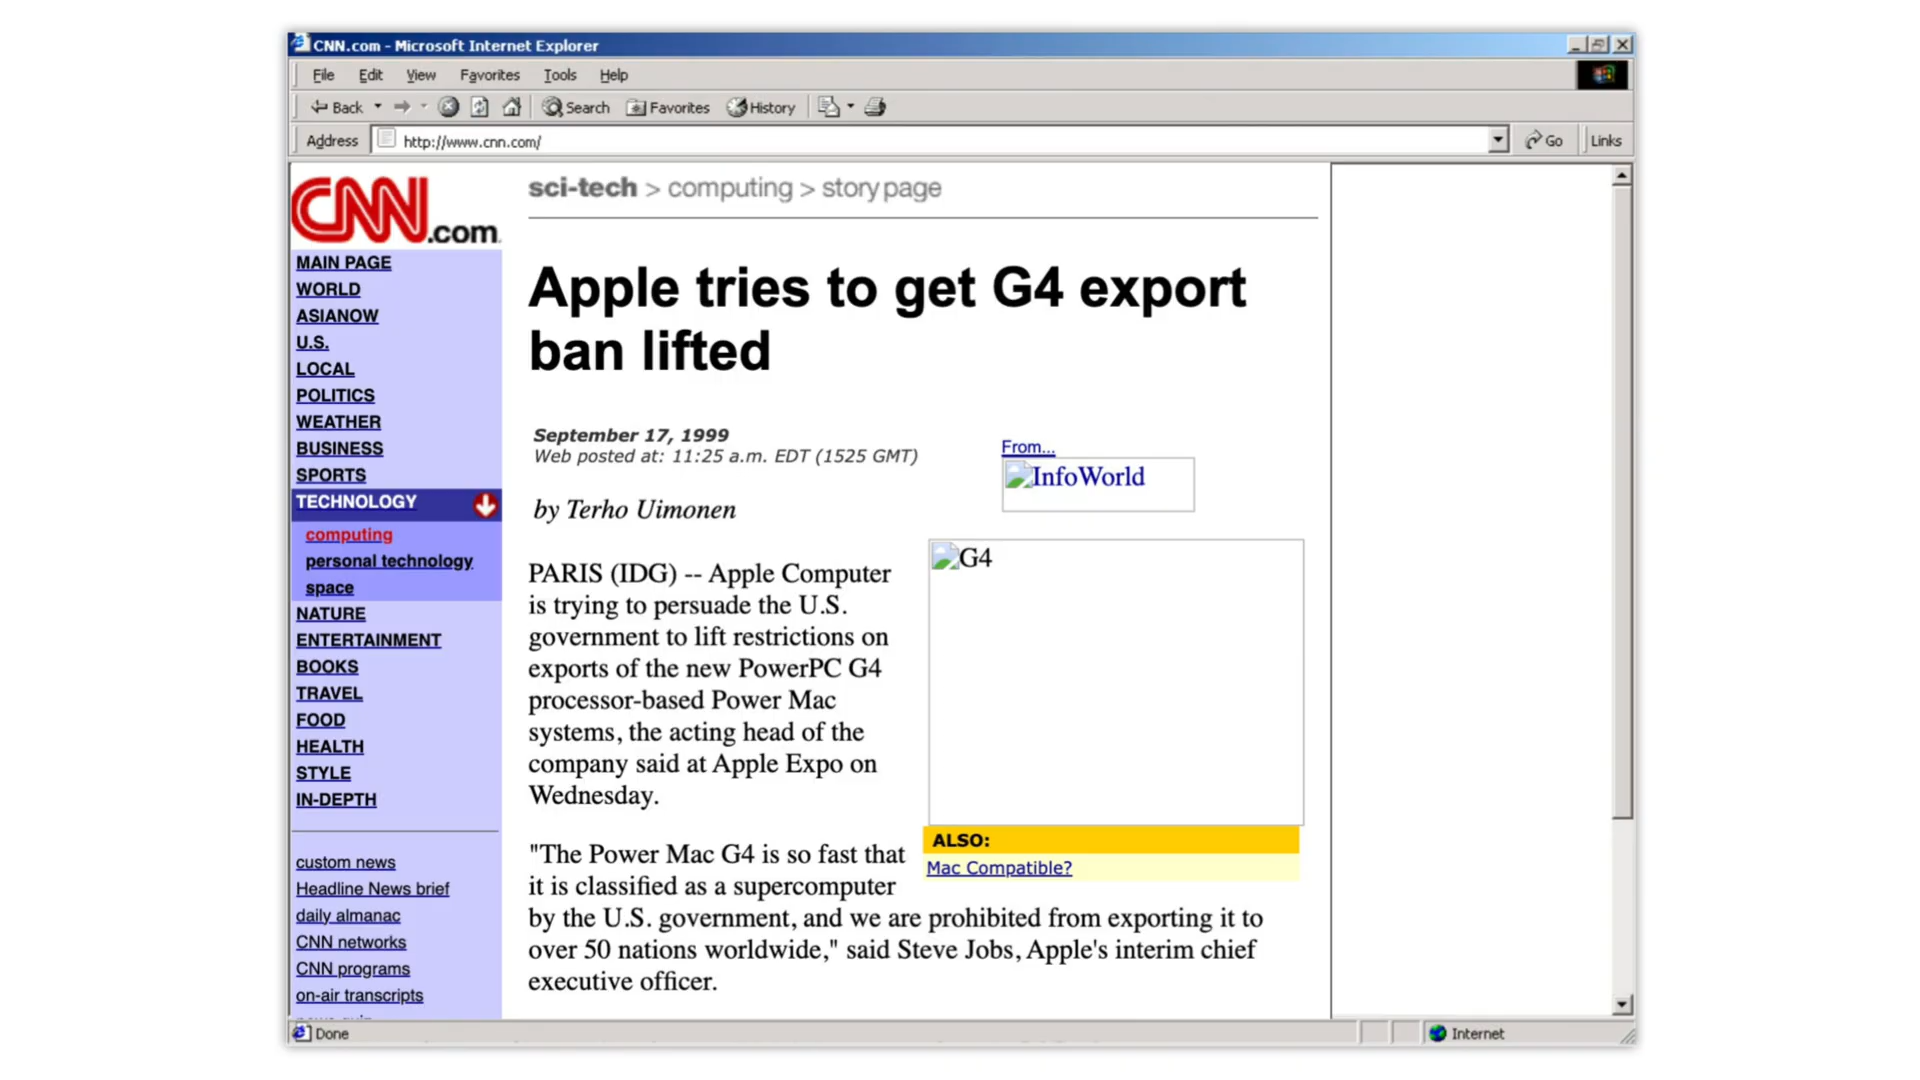 CNN.com - Microsoft Internet Explorer
File Edit View Favorites Tools Help
Back Search Favorites History
Address http://www.cnn.com/ Go Links
CNN.com
MAIN PAGE
WORLD
ASIANOW
U.S.
LOCAL
POLITICS
WEATHER
BUSINESS
SPORTS
TECHNOLOGY
computing
personal technology
space
NATURE
ENTERTAINMENT
BOOKS
TRAVEL
FOOD
HEALTH
STYLE
IN-DEPTH
custom news
Headline News brief
daily almanac
CNN networks
CNN programs
on-air transcripts
sci-tech > computing > story page
Apple tries to get G4 export
ban lifted
September 17, 1999
Web posted at: 11:25 a.m. EDT (1525 GMT)
From...
InfoWorld
by Terho Uimonen
G4
PARIS (IDG) -- Apple Computer
is trying to persuade the U.S.
government to lift restrictions on
exports of the new PowerPC G4
processor-based Power Mac
systems, the acting head of the
company said at Apple Expo on
Wednesday.
ALSO:
Mac Compatible?
"The Power Mac G4 is so fast that
it is classified as a supercomputer
by the U.S. government, and we are prohibited from exporting it to
over 50 nations worldwide," said Steve Jobs, Apple's interim chief
executive officer.
Done
Internet